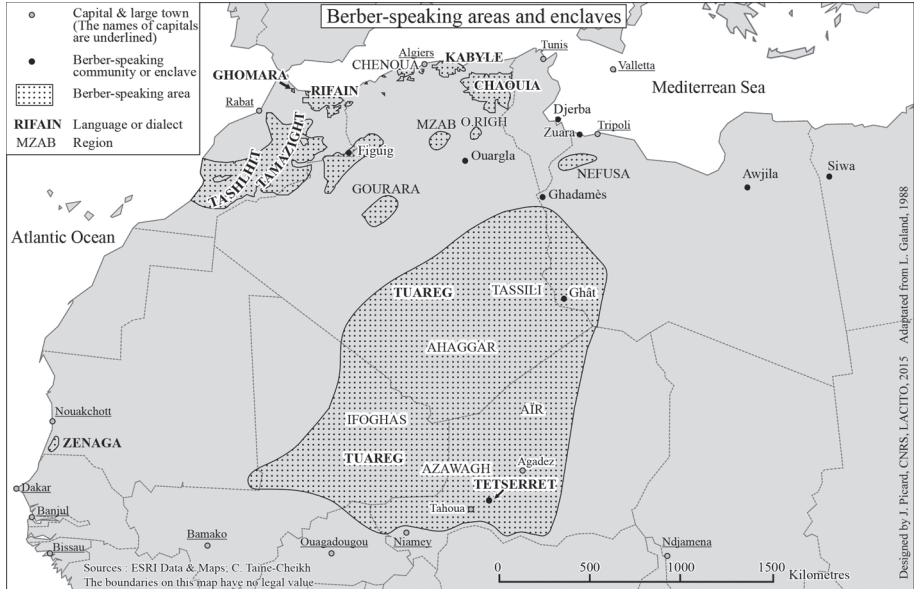 Berber-speaking areas and enclaves
Capital & large town
(The names of capitals
are underlined)
Berber-speaking
community or enclave
Berber-speaking area
RIFAIN Language or dialect
MZAB Region
Algiers
CHENOUA
KABYLE
Tunis
Valletta
Mediterrean Sea
GHOMARA
RIFAIN
CHAOUIA
Rabat
Djerba
MZAB
O.RIGH
Zuara
Tripoli
TASHLHIT
TAMAZIGHT
Figuig
Ouargla
NEFUSA
Awjila
Siwa
GOURARA
Ghadamès
Atlantic Ocean
TUAREG
TASSILI
Ghât
AHAGGAR
IFOGHAS
AÏR
Nouakchott
ZENAGA
TUAREG
AZAWAGH
Agadez
TETSERRET
Dakar
Tahoua
Banjul
Bamako
Ouagadougou
Niamey
Ndjamena
Bissau
Sources : ESRI Data & Maps; C. Taine-Cheikh
The boundaries on this map have no legal value
0 500 1000 1500 Kilometres
Designed by J. Picard, CNRS, LACITO, 2015 Adaptated from L. Galand, 1988